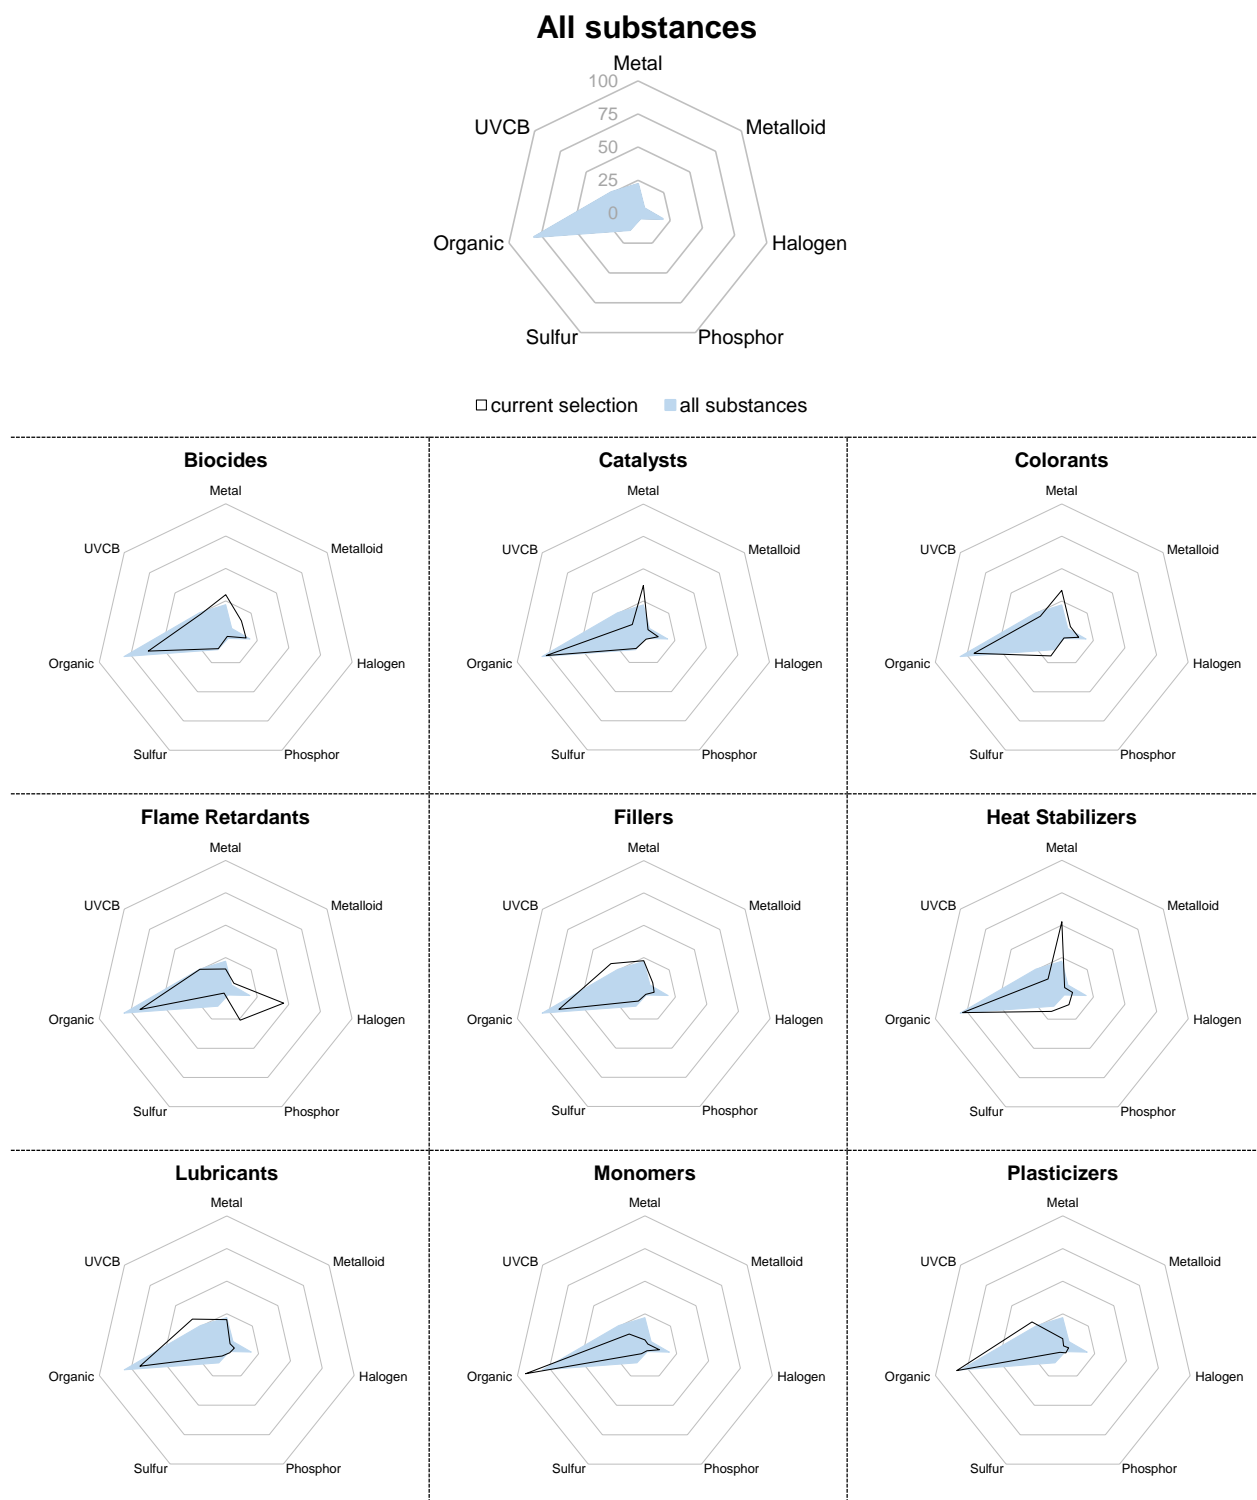 All substances
Metal
100
75
50
25
0
UVCB
Metalloid
Organic
Halogen
Sulfur
Phosphor
current selection
all substances
Biocides
Metal
UVCB
Metalloid
Organic
Halogen
Sulfur
Phosphor
Catalysts
Metal
UVCB
Metalloid
Organic
Halogen
Sulfur
Phosphor
Colorants
Metal
UVCB
Metalloid
Organic
Halogen
Sulfur
Phosphor
Flame Retardants
Metal
UVCB
Metalloid
Organic
Halogen
Sulfur
Phosphor
Fillers
Metal
UVCB
Metalloid
Organic
Halogen
Sulfur
Phosphor
Heat Stabilizers
Metal
UVCB
Metalloid
Organic
Halogen
Sulfur
Phosphor
Lubricants
Metal
UVCB
Metalloid
Organic
Halogen
Sulfur
Phosphor
Monomers
Metal
UVCB
Metalloid
Organic
Halogen
Sulfur
Phosphor
Plasticizers
Metal
UVCB
Metalloid
Organic
Halogen
Sulfur
Phosphor